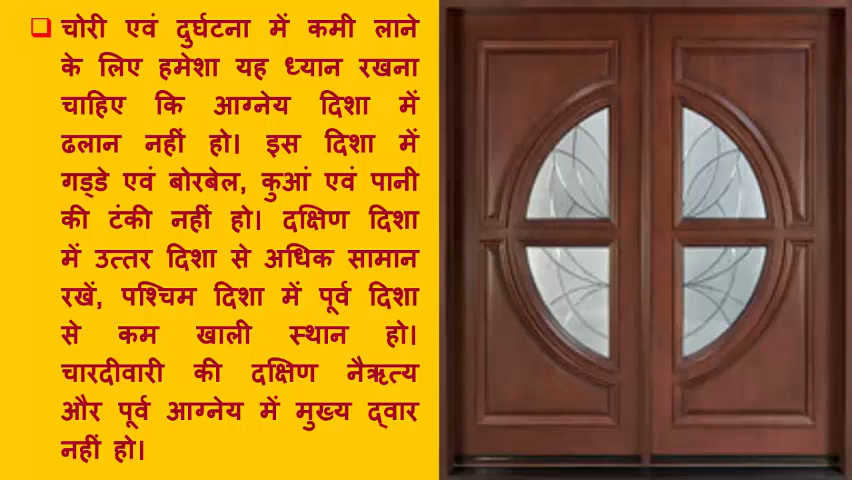 चोरी एवं दुर्घटना में कमी लाने
के लिए हमेशा यह ध्यान रखना
चाहिए कि आग्नेय दिशा में
ढलान नहीं हो। इस दिशा में
गड्डे एवं बोरबेल, कुआं एवं पानी
की टंकी नहीं हो। दक्षिण दिशा
में उत्तर दिशा से अधिक सामान
रखें, पश्चिम दिशा में पूर्व दिशा
से कम खाली स्थान हो।
चारदीवारी की दक्षिण नैऋत्य
और पूर्व आग्नेय में मुख्य द्वार
नहीं हो।